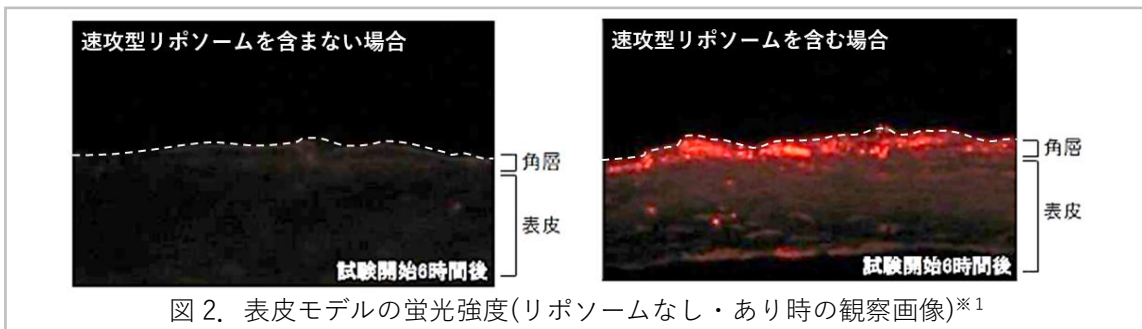 速攻型リポソームを含まない場合
角層
表皮
試験開始6時間後
速攻型リポソームを含む場合
角層
表皮
試験開始6時間後
図 2．表皮モデルの蛍光強度(リポソームなし・あり時の観察画像)※1